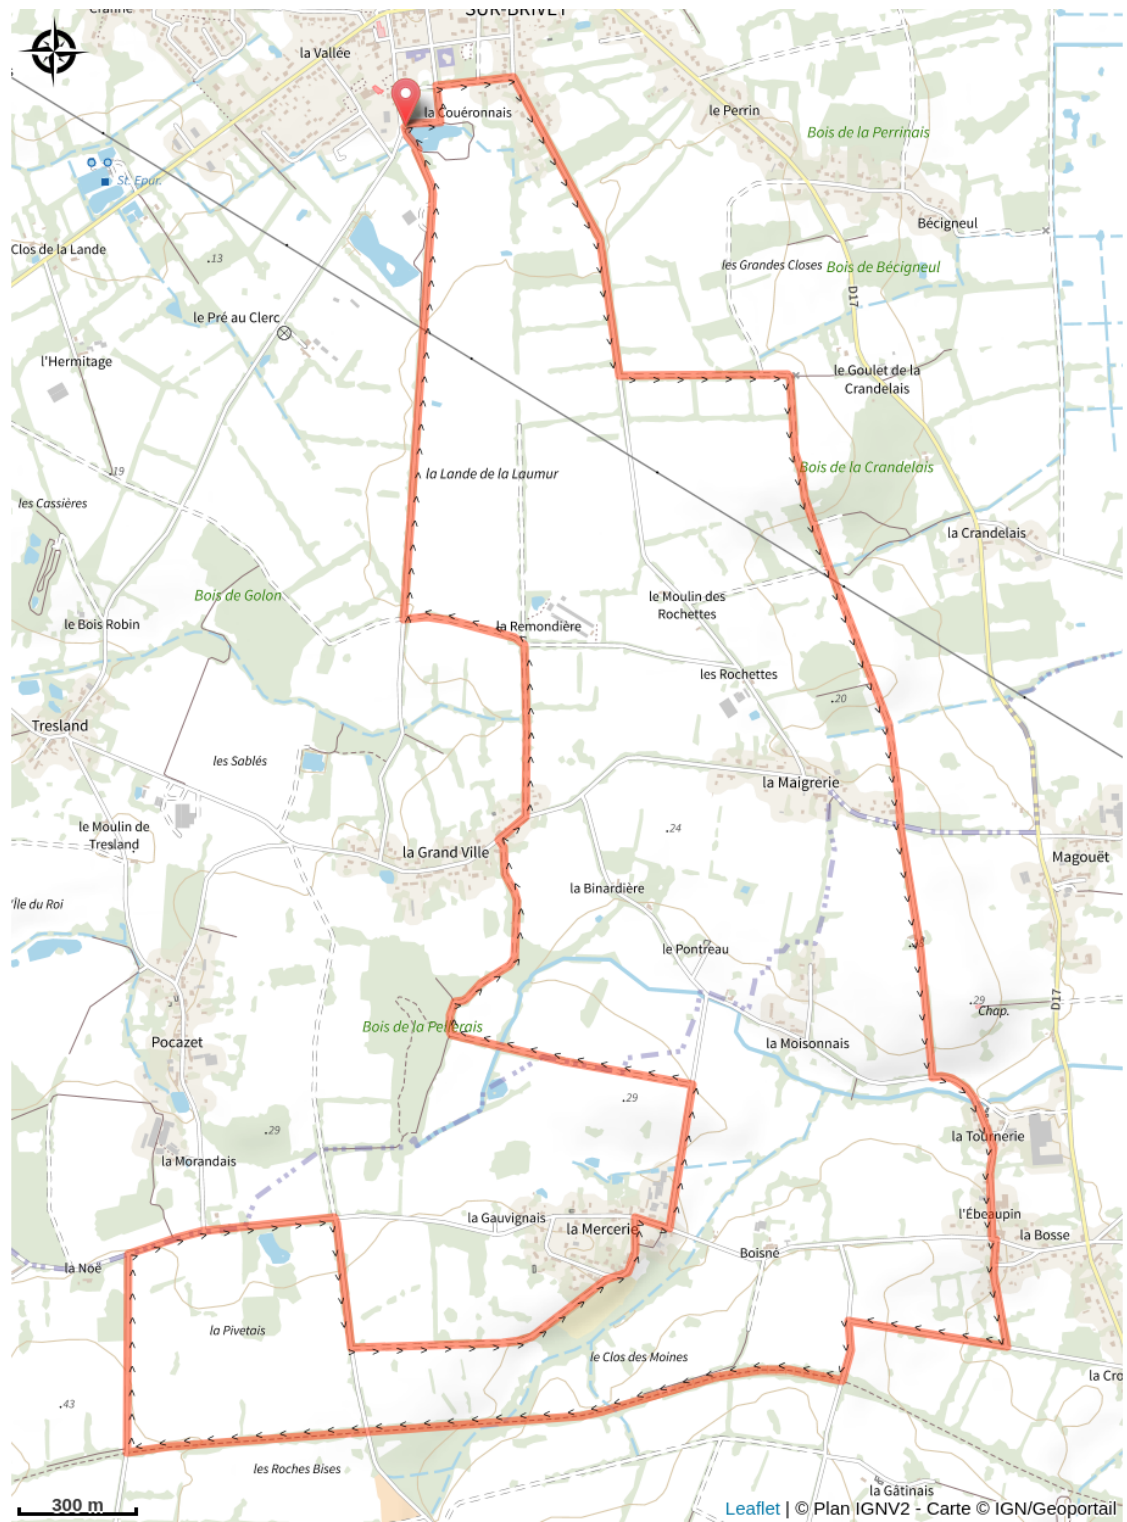 Crâhne
SUR-BRIVET
la Vallée
la Couéronnais
le Perrin
Bois de la Perrinais
St. Epur.
Bécigneul
Clos de la Lande
.13
les Grandes Closes
Bois de Bécigneul
D17
le Pré au Clerc
l'Hermitage
le Goulet de la
Crandelais
.19
la Lande de la Laumur
Bois de la Crandelais
les Cassières
la Crandelais
Bois de Golon
le Moulin des
Rochettes
le Bois Robin
la Remondière
les Rochettes
.20
Tresland
les Sablés
la Maigrerie
le Moulin de
Tresland
.24
la Grand Ville
Magouët
la Binardière
Île du Roi
le Pontreau
.29
Chap.
D17
Bois de la Pellerais
Pocazet
la Moisonnais
.29
.29
la Tournerie
la Morandais
la Gauvignais
l'Ébeaupin
la Mercerie
la Bosse
Boisné
la Noë
la Pivetais
le Clos des Moines
la Cro
.43
les Roches Bises
la Gâtinais
300 m
Leaflet | © Plan IGNV2 - Carte © IGN/Geoportail